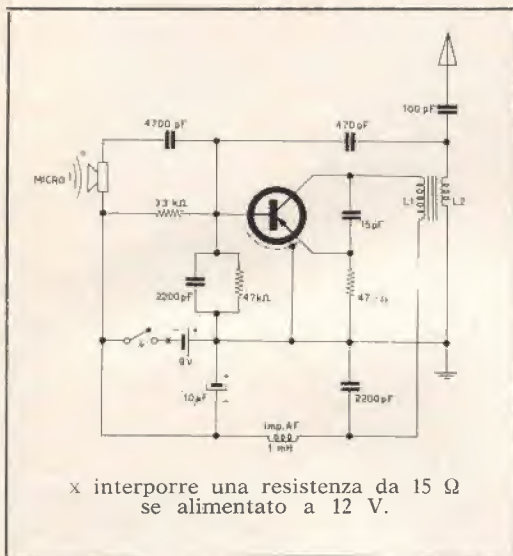 4700 pF
470 pF
100 pF
MICRO
33 kΩ
15 pF
L1
L2
2200 pF
47kΩ
47
9v
10µF
2200 pF
imp. AF
1 mH
x interporre una resistenza da 15 Ω
se alimentato a 12 V.